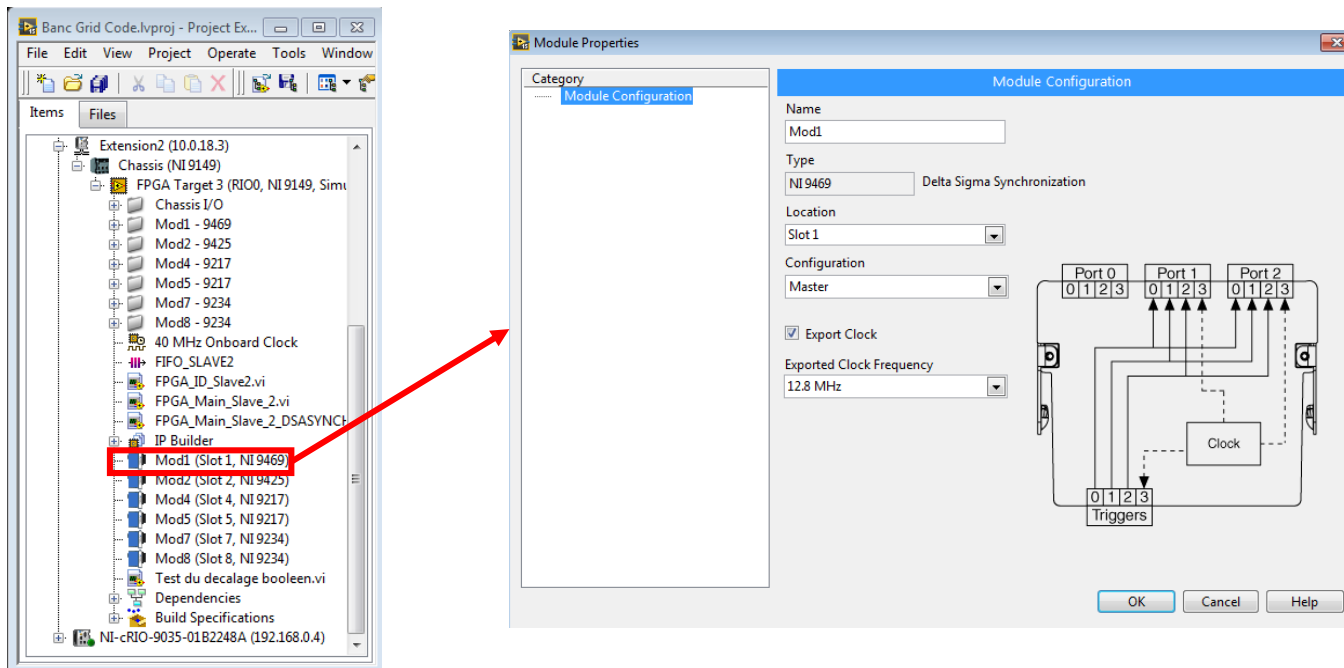 Banc Grid Code.lvproj - Project Ex...
File Edit View Project Operate Tools Window
Items Files
Extension2 (10.0.18.3)
Chassis (NI 9149)
FPGA Target 3 (RIO0, NI 9149, Simu
Chassis I/O
Mod1 - 9469
Mod2 - 9425
Mod4 - 9217
Mod5 - 9217
Mod7 - 9234
Mod8 - 9234
40 MHz Onboard Clock
FIFO_SLAVE2
FPGA_ID_Slave2.vi
FPGA_Main_Slave_2.vi
FPGA_Main_Slave_2_DSASYNCH
IP Builder
Mod1 (Slot 1, NI 9469)
Mod2 (Slot 2, NI 9425)
Mod4 (Slot 4, NI 9217)
Mod5 (Slot 5, NI 9217)
Mod7 (Slot 7, NI 9234)
Mod8 (Slot 8, NI 9234)
Test du decalage booleen.vi
Dependencies
Build Specifications
NI-cRIO-9035-01B2248A (192.168.0.4)
Module Properties
Category
Module Configuration
Module Configuration
Name
Mod1
Type
NI 9469 Delta Sigma Synchronization
Location
Slot 1
Configuration
Master
Export Clock
Exported Clock Frequency
12.8 MHz
Port 0 Port 1 Port 2
0 1 2 3 0 1 2 3 0 1 2 3
Clock
0 1 2 3
Triggers
OK Cancel Help